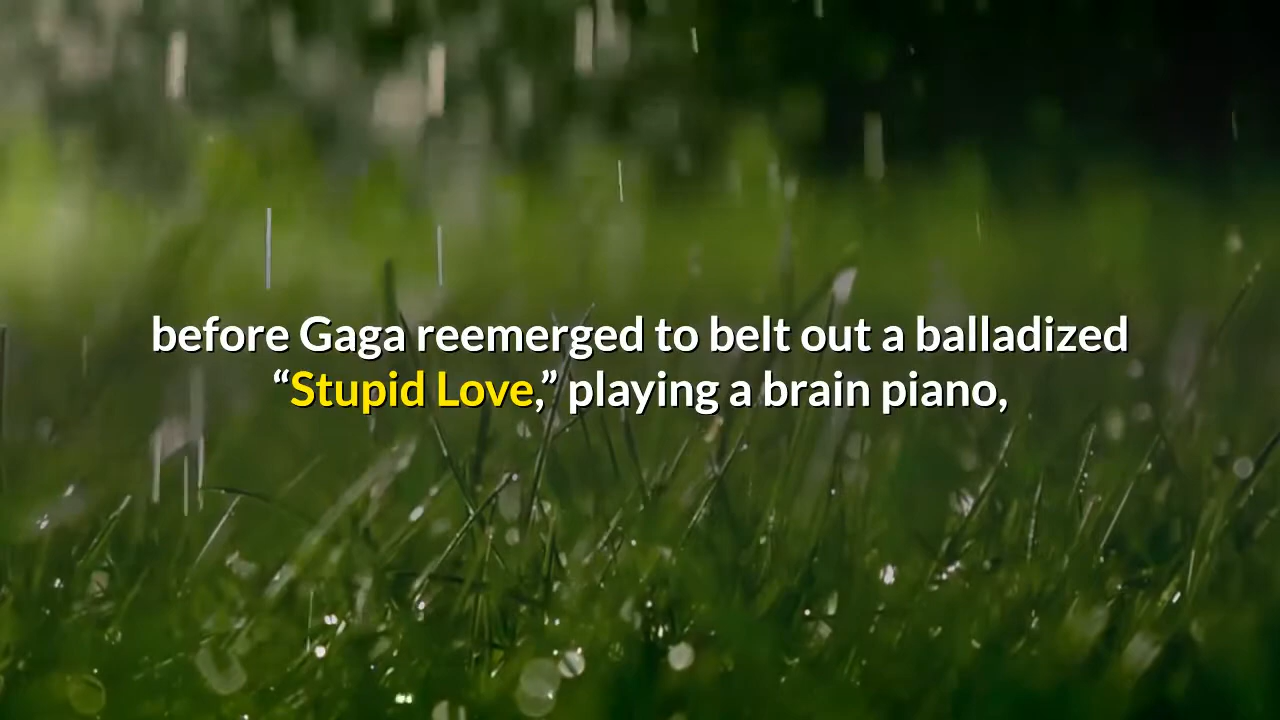 before Gaga reemerged to belt out a balladized
“Stupid Love,” playing a brain piano,